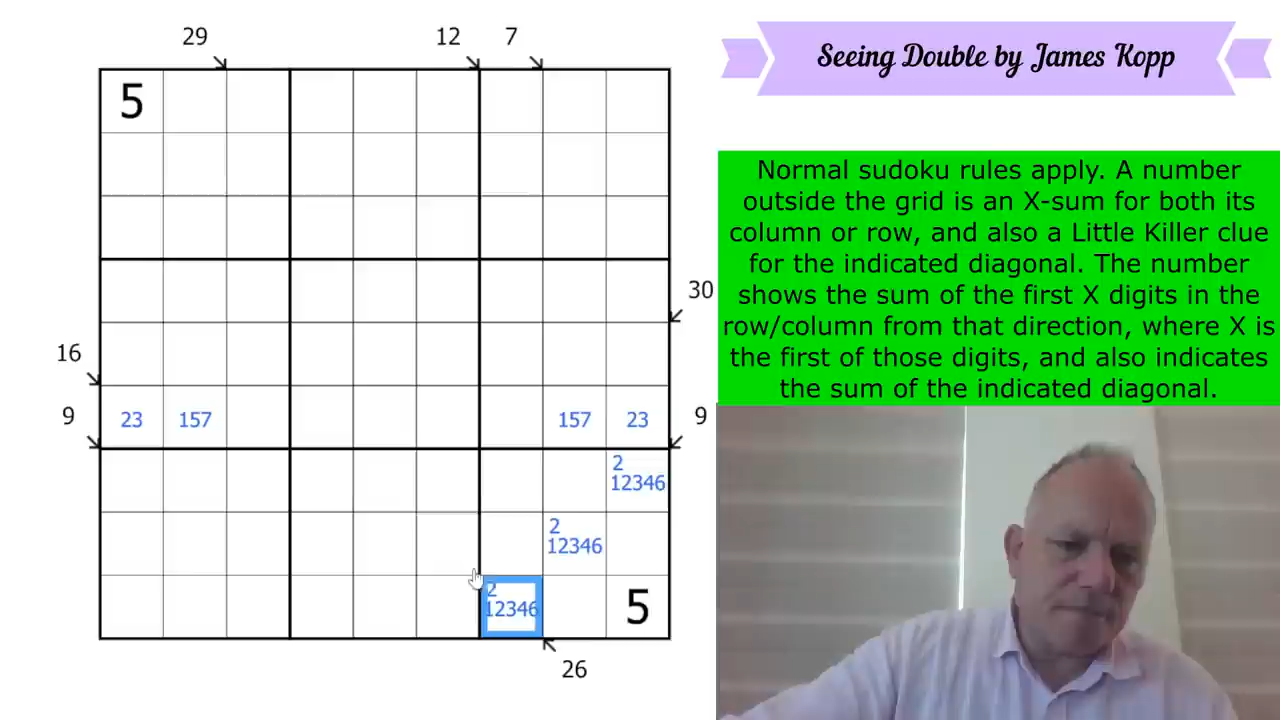 29 12 7
Seeing Double by James Kopp
5
Normal sudoku rules apply. A number
outside the grid is an X-sum for both its
column or row, and also a Little Killer clue
for the indicated diagonal. The number
shows the sum of the first X digits in the
row/column from that direction, where X is
the first of those digits, and also indicates
the sum of the indicated diagonal.
30
16
9 23 157 157 23 9
2
12346
2
12346
2
12346
5
26